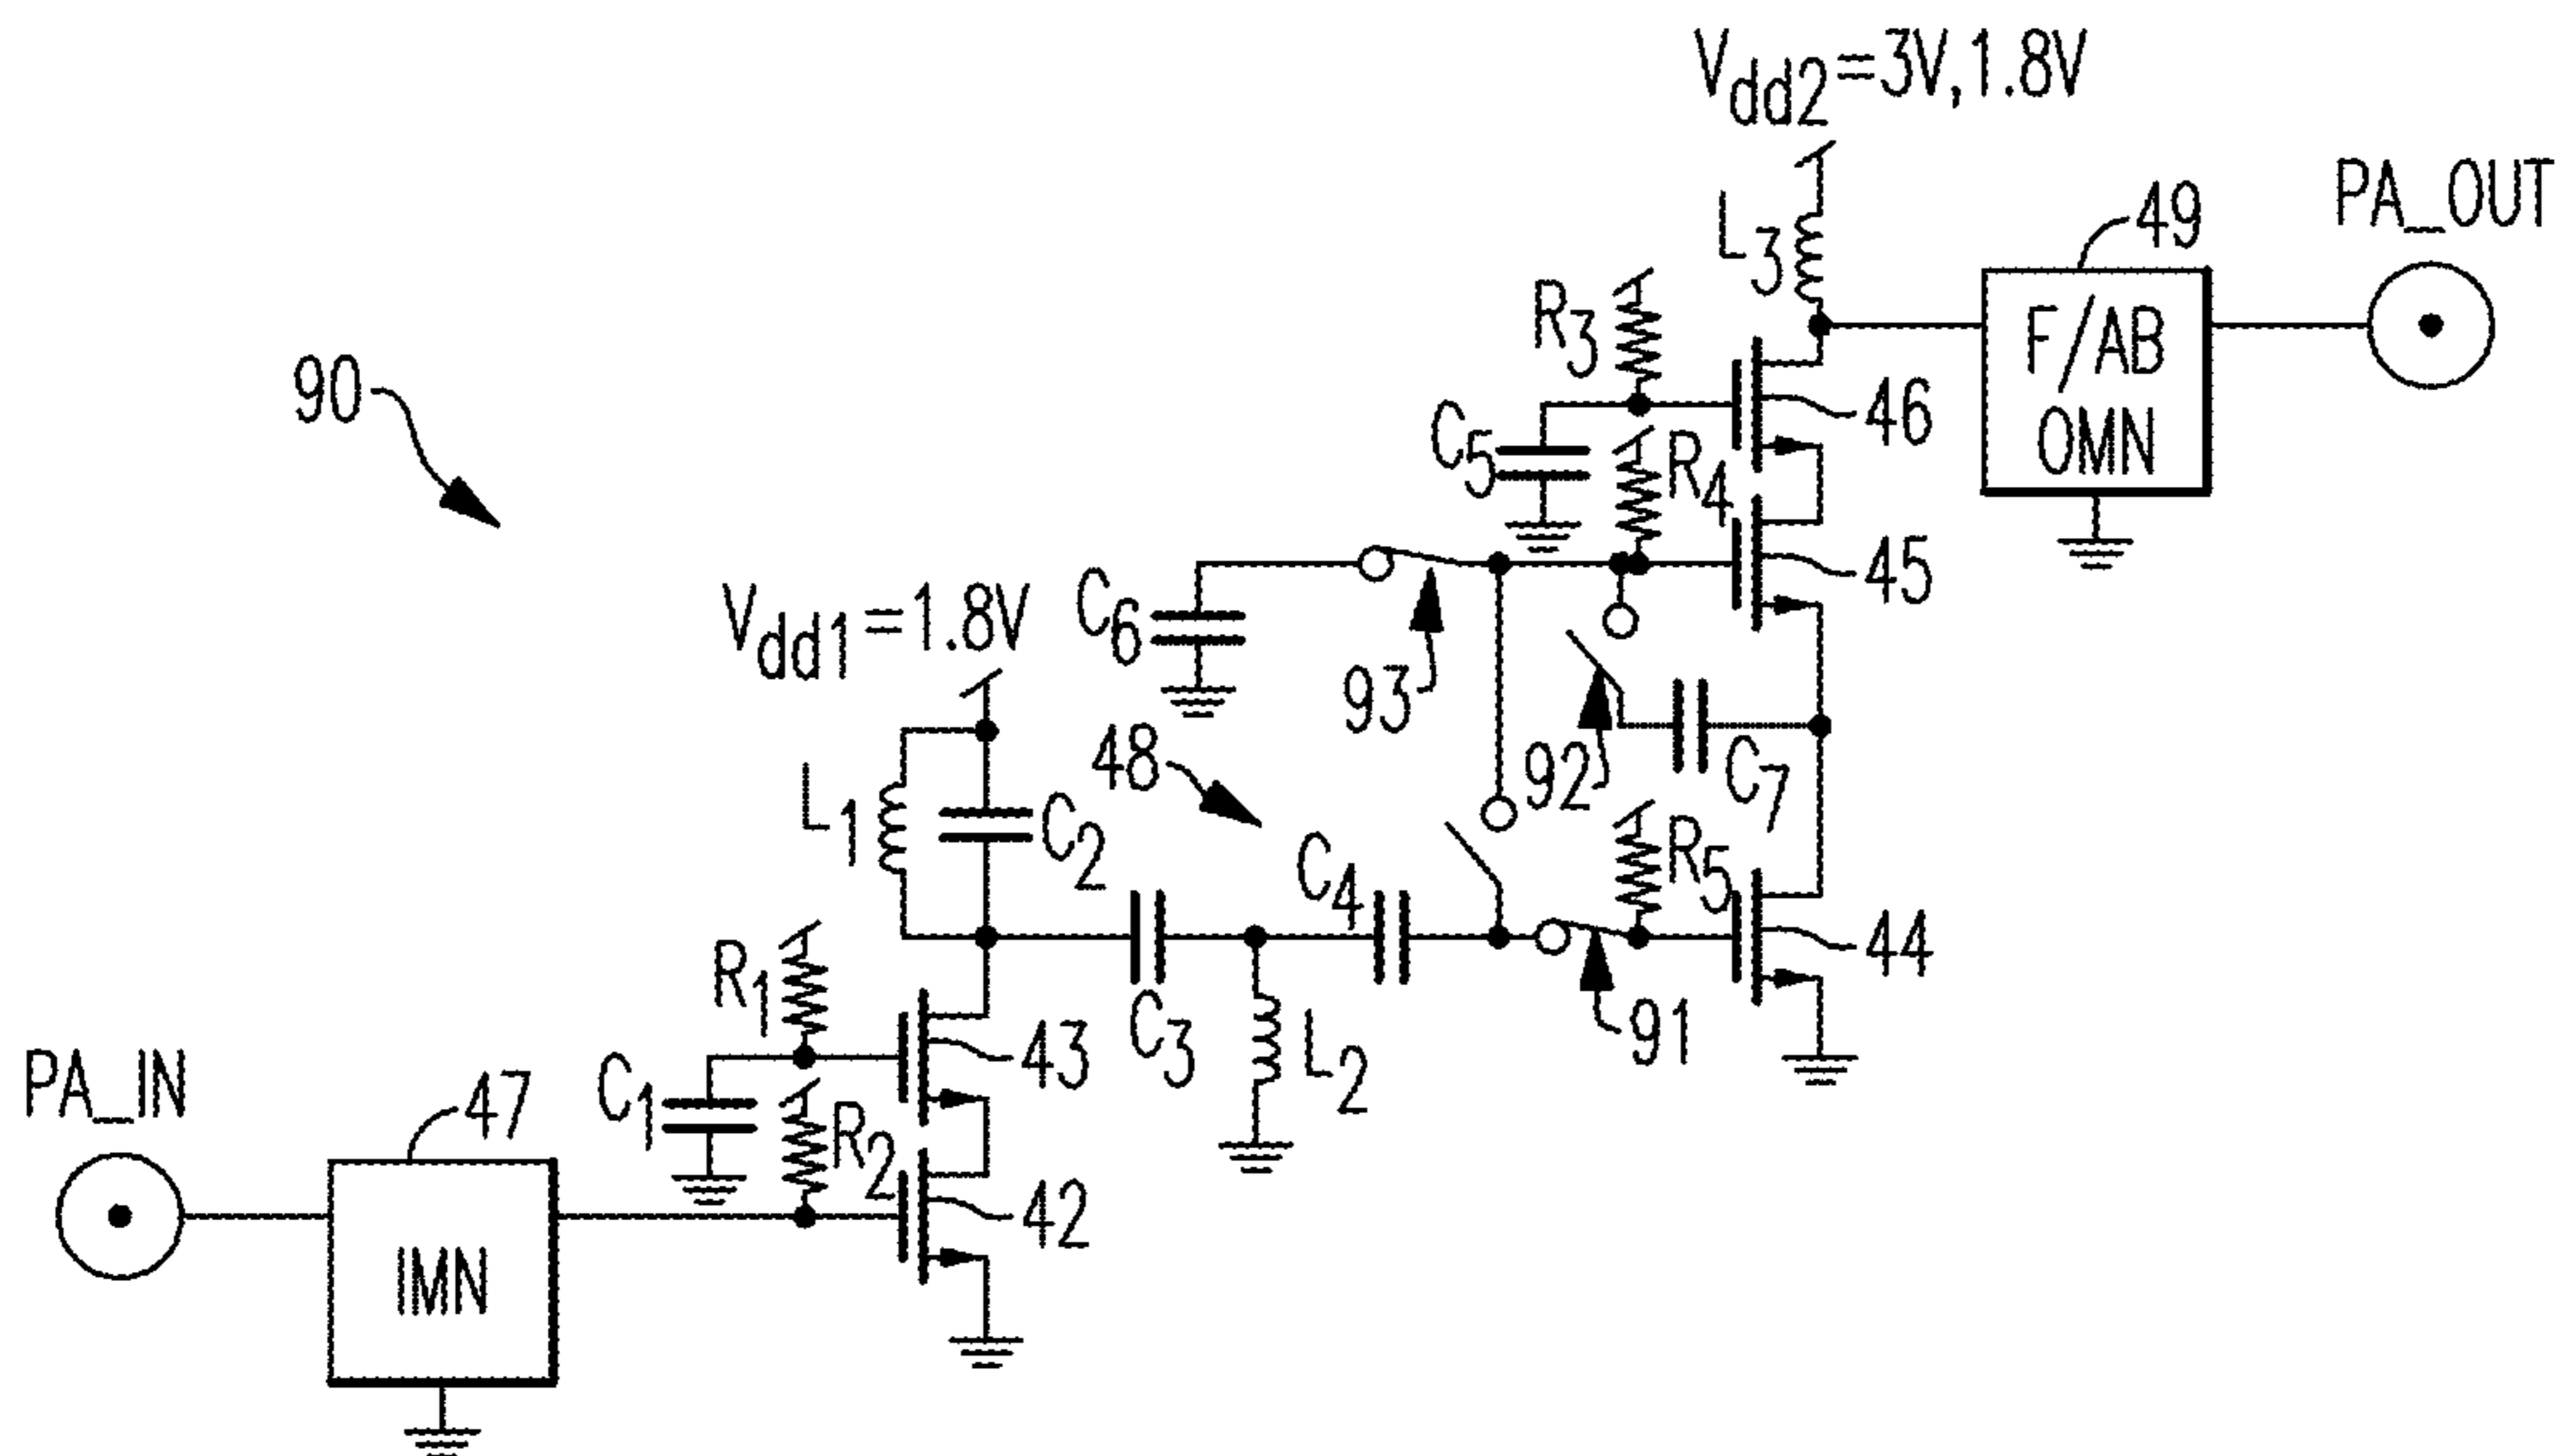 Vdd2=3V,1.8V
PA_OUT
49
L3
F/AB
OMN
R3
46
90
C5
R4
45
Vdd1=1.8V
C6
93
48
92
C7
L1
C2
C4
R5
44
R1
C3
L2
91
43
PA_IN
47
C1
R2
42
IMN